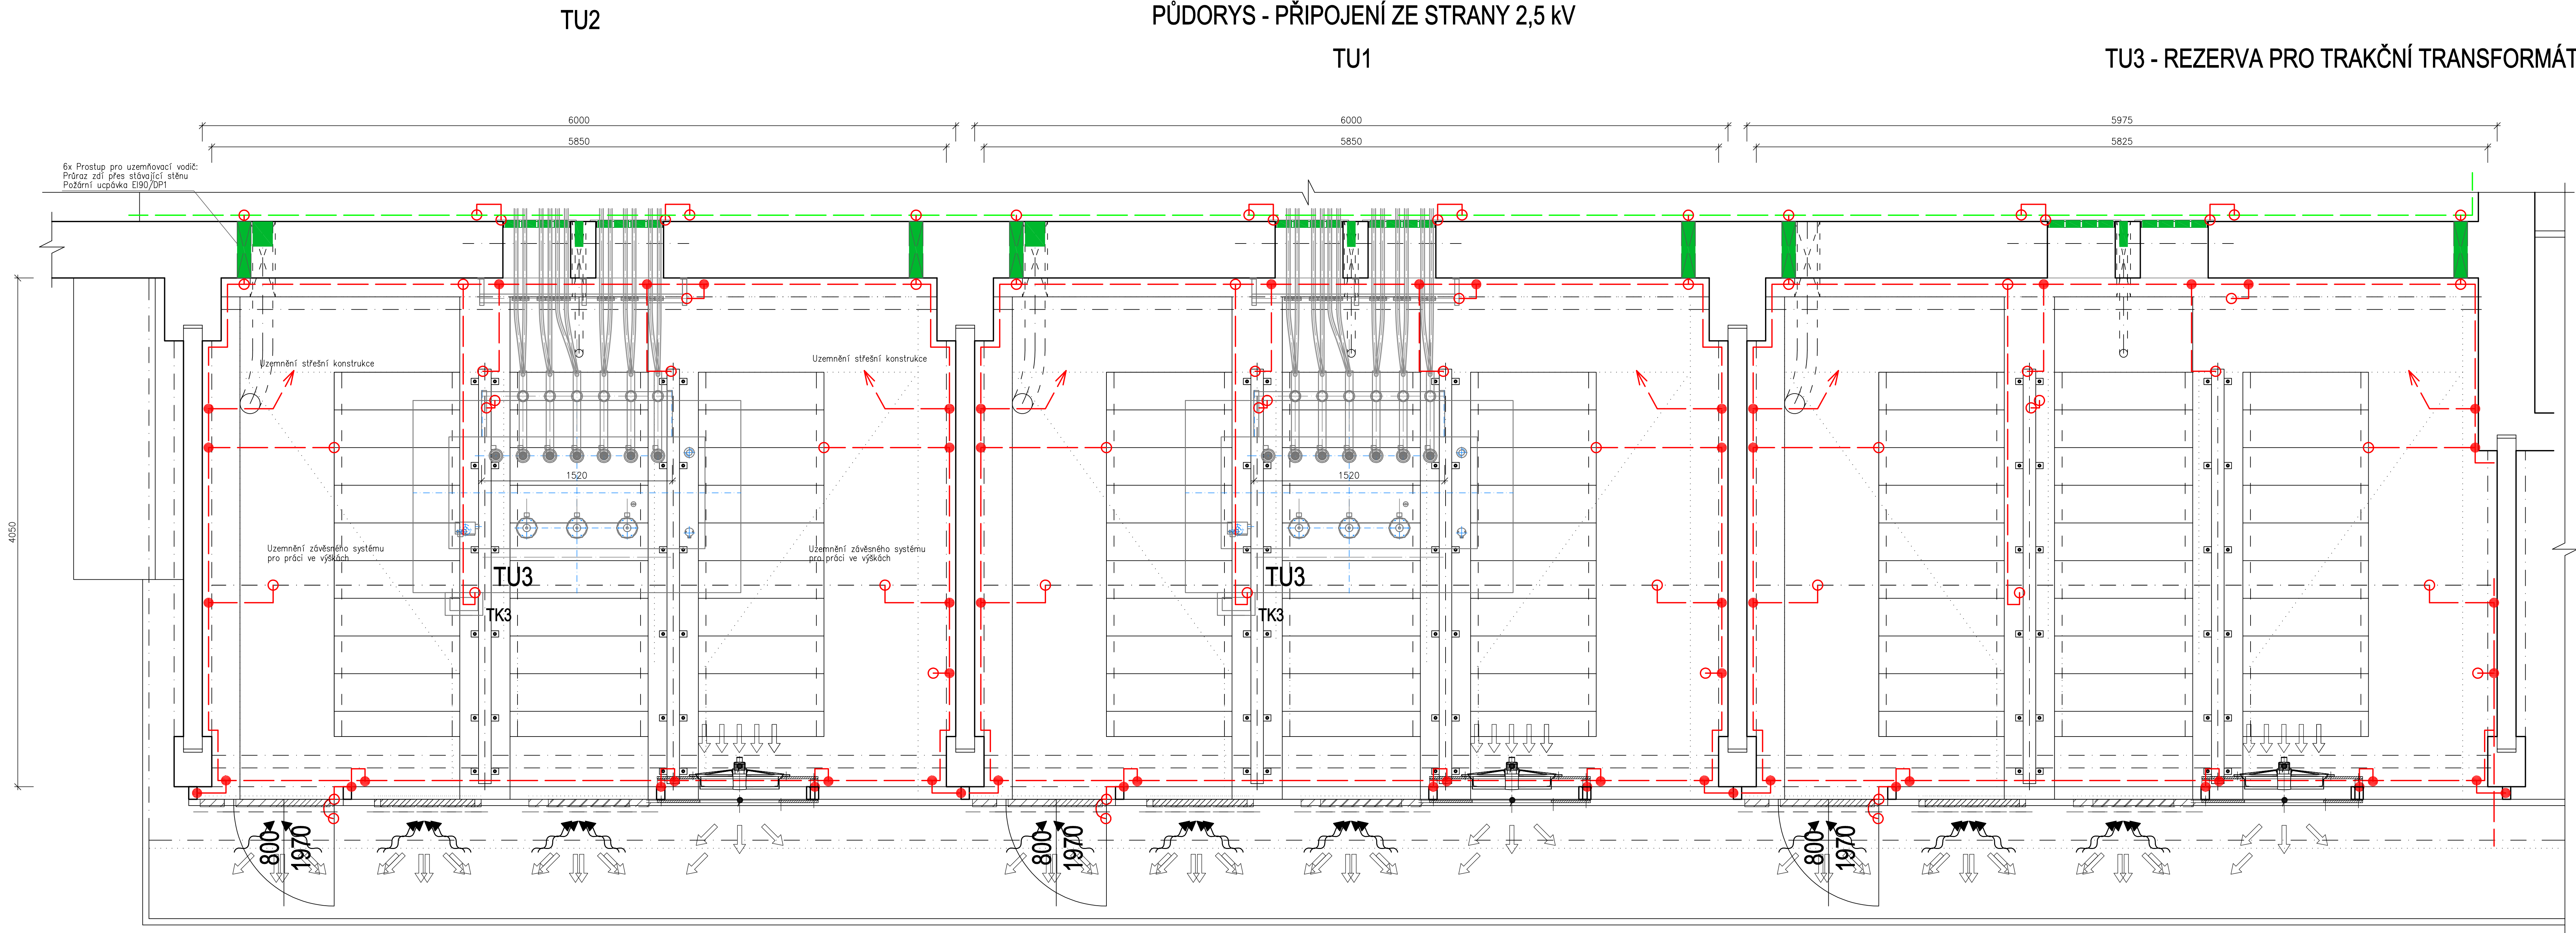 TU2
PŮDORYS - PŘIPOJENÍ ZE STRANY 2,5 kV
TU1
TU3 - REZERVA PRO TRAKČNÍ TRANSFORMÁT
6000
6000
5975
5850
5850
5825
6x Prostup pro uzemňovací vodič:
Průraz zdí přes stávající stěnu
Požární ucpávka EI90/DP1
Uzemnění střešní konstrukce
Uzemnění střešní konstrukce
1520
1520
4050
Uzemnění závěsného systému
pro práci ve výškách
Uzemnění závěsného systému
pro práci ve výškách
TU3
TU3
TK3
TK3
800
1970
800
1970
800
1970